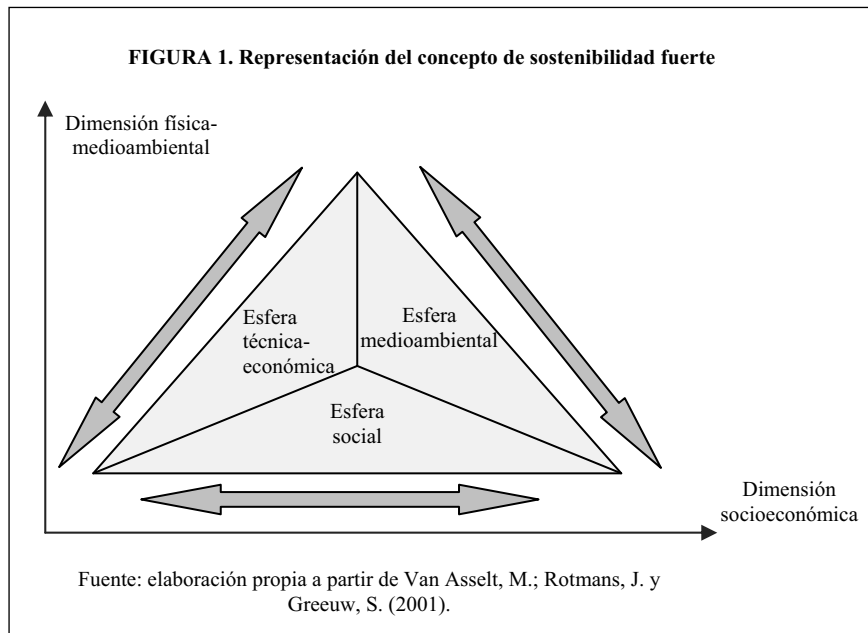 FIGURA 1. Representación del concepto de sostenibilidad fuerte
Dimensión física-
medioambiental
Esfera
técnica-
económica
Esfera
medioambiental
Esfera
social
Dimensión
socioeconómica
Fuente: elaboración propia a partir de Van Asselt, M.; Rotmans, J. y
Greeuw, S. (2001).